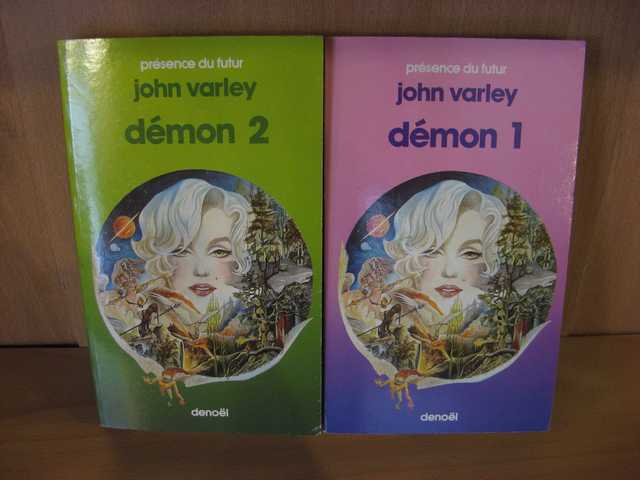 présence du futur
john varley
démon 2
denoël
présence du futur
john varley
démon 1
denoël